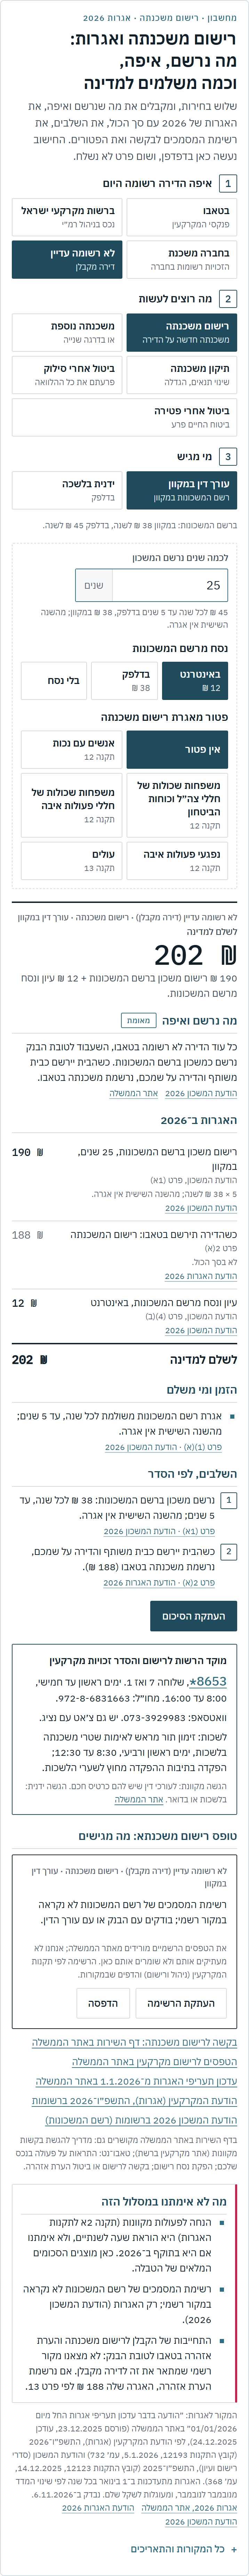 מחשבון · רישום משכנתה · אגרות 2026
רישום משכנתה ואגרות:
מה נרשם, איפה,
וכמה משלמים למדינה
שלוש בחירות, ומקבלים את מה שנרשם ואיפה, את
האגרות של 2026 עם סך הכול, את השלבים, את
רשימת המסמכים לבקשה ואת הפטורים. החישוב
נעשה כאן בדפדפן, ושום פרט לא נשלח.
1 איפה הדירה רשומה היום
בטאבו
פנקסי המקרקעין
ברשות מקרקעי ישראל
נכס בניהול רמ״י
בחברה משכנת
הזכויות רשומות בחברה
לא רשומה עדיין
דירה מקבלן
2 מה רוצים לעשות
רישום משכנתה
משכנתה חדשה על הדירה
משכנתה נוספת
או בדרגה שנייה
תיקון משכנתה
שינוי תנאים, הגדלה
ביטול אחרי סילוק
פרעתם את כל ההלוואה
ביטול אחרי פטירה
ביטוח החיים פרע
3 מי מגיש
עורך דין במקוון
רשם המשכונות במקוון
ידנית בלשכה
בדלפק
ברשם המשכונות: במקוון 38 ₪ לשנה, בדלפק 45 ₪ לשנה.
לכמה שנים נרשם המשכון
25
שנים
45 ₪ לכל שנה עד 5 שנים בדלפק, 38 ₪ במקוון; מהשנה
השישית אין אגרה.
נסח מרשם המשכונות
באינטרנט
12 ₪
בדלפק
38 ₪
בלי נסח
פטור מאגרת רישום משכנתה
אין פטור
אנשים עם נכות
תקנה 12
משפחות שכולות של
חללי צה״ל וכוחות
הביטחון
תקנה 12
משפחות שכולות של
חללי פעולות איבה
תקנה 12
נפגעי פעולות איבה
תקנה 12
עולים
תקנה 13
לא רשומה עדיין (דירה מקבלן) · רישום משכנתה · עורך דין במקוון
לשלם למדינה
202 ₪
190 ₪ רישום משכון ברשם המשכונות + 12 ₪ עיון ונסח
מרשם המשכונות.
מה נרשם ואיפה
מאומת
כל עוד הדירה לא רשומה בטאבו, השעבוד לטובת הבנק
נרשם כמשכון ברשם המשכונות. כשהבית יירשם כבית
משותף והדירה על שמכם, נרשמת משכנתה בטאבו.
הודעת המשכון 2026 אתר הממשלה
האגרות ב־2026
רישום משכון ברשם המשכונות, 25 שנים,
במקוון
190 ₪
הודעת המשכון, פרט 1(א)
5 × 38 ₪ לשנה; מהשנה השישית אין אגרה.
הודעת המשכון 2026
כשהדירה תירשם בטאבו: רישום המשכנתה
188 ₪
פרט 2(א)
לא בסך הכול.
הודעת האגרות 2026
עיון ונסח מרשם המשכונות, באינטרנט
12 ₪
הודעת המשכון, פרט 4(ב)
הודעת המשכון 2026
לשלם למדינה
202 ₪
הזמן ומי משלם
אגרת רשם המשכונות משולמת לכל שנה, עד 5 שנים;
מהשנה השישית אין אגרה.
פרט 1(א) · הודעת המשכון 2026
השלבים, לפי הסדר
1 נרשם משכון ברשם המשכונות: 38 ₪ לכל שנה, עד
5 שנים; מהשנה השישית אין אגרה.
פרט 1(א) · הודעת המשכון 2026
2 כשהבית יירשם כבית משותף והדירה על שמכם,
נרשמת משכנתה בטאבו (188 ₪).
פרט 2(א) · הודעת האגרות 2026
העתקת הסיכום
מוקד הרשות לרישום והסדר זכויות מקרקעין
*8653, שלוחה 7 ואז 1. ימים ראשון עד חמישי,
8:00 עד 16:00. מחו״ל: 972-8-6831663.
וואטסאפ: 073-3929983. יש גם צ׳אט עם נציג.
לשכות: זימון תור מראש לאימות שטרי משכנתה
בלשכות, ימים ראשון ורביעי, 8:30 עד 12:30;
הפקדה בתיבות ההפקדה מחוץ לשערי הלשכות.
הגשה מקוונת: לעורכי דין שיש להם כרטיס חכם. הגשה ידנית:
בלשכות או בדואר. אתר הממשלה
טופס רישום משכנתא: מה מגישים
לא רשומה עדיין (דירה מקבלן) · רישום משכנתה · עורך דין
במקוון
רשימת המסמכים של רשם המשכונות לא נקראה
במקור רשמי; בודקים עם הבנק או עם עורך הדין.
את הטפסים הרשמיים מורידים מאתר הממשלה; אנחנו לא
מעתיקים אותם ולא שומרים אותם כאן. הרשימה לפי תקנות
המקרקעין (ניהול ורישום) והדפים שבמקורות.
העתקת הרשימה
הדפסה
בקשה לרישום משכנתה: דף השירות באתר הממשלה
הטפסים לרישום מקרקעין באתר הממשלה
עדכון תעריפי האגרות מ־1.1.2026 באתר הממשלה
הודעת המקרקעין (אגרות), התשפ״ו־2026 ברשומות
הודעת המשכון 2026 ברשומות (רשם המשכונות)
בדף השירות באתר הממשלה מקושרים גם: מדריך להגשת בקשות
מקוונות (מקרקעין ברשת); טאבו־נט: התראות על פעולה בנכס
שלכם; הפקת נסח רישום; בקשה לרישום או ביטול הערת אזהרה.
מה לא אימתנו במסלול הזה
הנחה לפעולות מקוונות (תקנה 2א לתקנות
האגרות) היא הוראת שעה לשנתיים, ולא אימתנו
אם היא בתוקף ב־2026. כאן מוצגים הסכומים
המלאים של הטבלה.
רשימת המסמכים של רשם המשכונות לא נקראה
במקור רשמי; רק האגרות (הודעת המשכון
2026).
התחייבות של הקבלן לרישום משכנתה והערת
אזהרה בטאבו לטובת הבנק: לא מצאנו מקור
רשמי שמתאר את זה לדירה מקבלן. אם נרשמת
הערת אזהרה, האגרה שלה 188 ₪ לפי פרט 13.
המקור לאגרות: ״הודעה בדבר עדכון תעריפי אגרות החל מיום
01/01/2026״ באתר הממשלה (פורסם 23.12.2025, עודכן
24.12.2025), לפי הודעת המקרקעין (אגרות), התשפ״ו־2026
(קובץ התקנות 12193, 5.1.2026, עמ׳ 732) והודעת המשכון (סדרי
רישום ועיון), התשפ״ו־2025 (קובץ התקנות 12123, 14.12.2025,
עמ׳ 368). האגרות מתעדכנות ב־1 בינואר בכל שנה לפי שינוי המדד
מנובמבר לנובמבר, ומעוגלות לשקל שלם. נבדק ב־6.11.2026.
אגרות 2026, אתר הממשלה הודעת האגרות 2026
הודעת המשכון 2026
+ כל המקורות והתאריכים